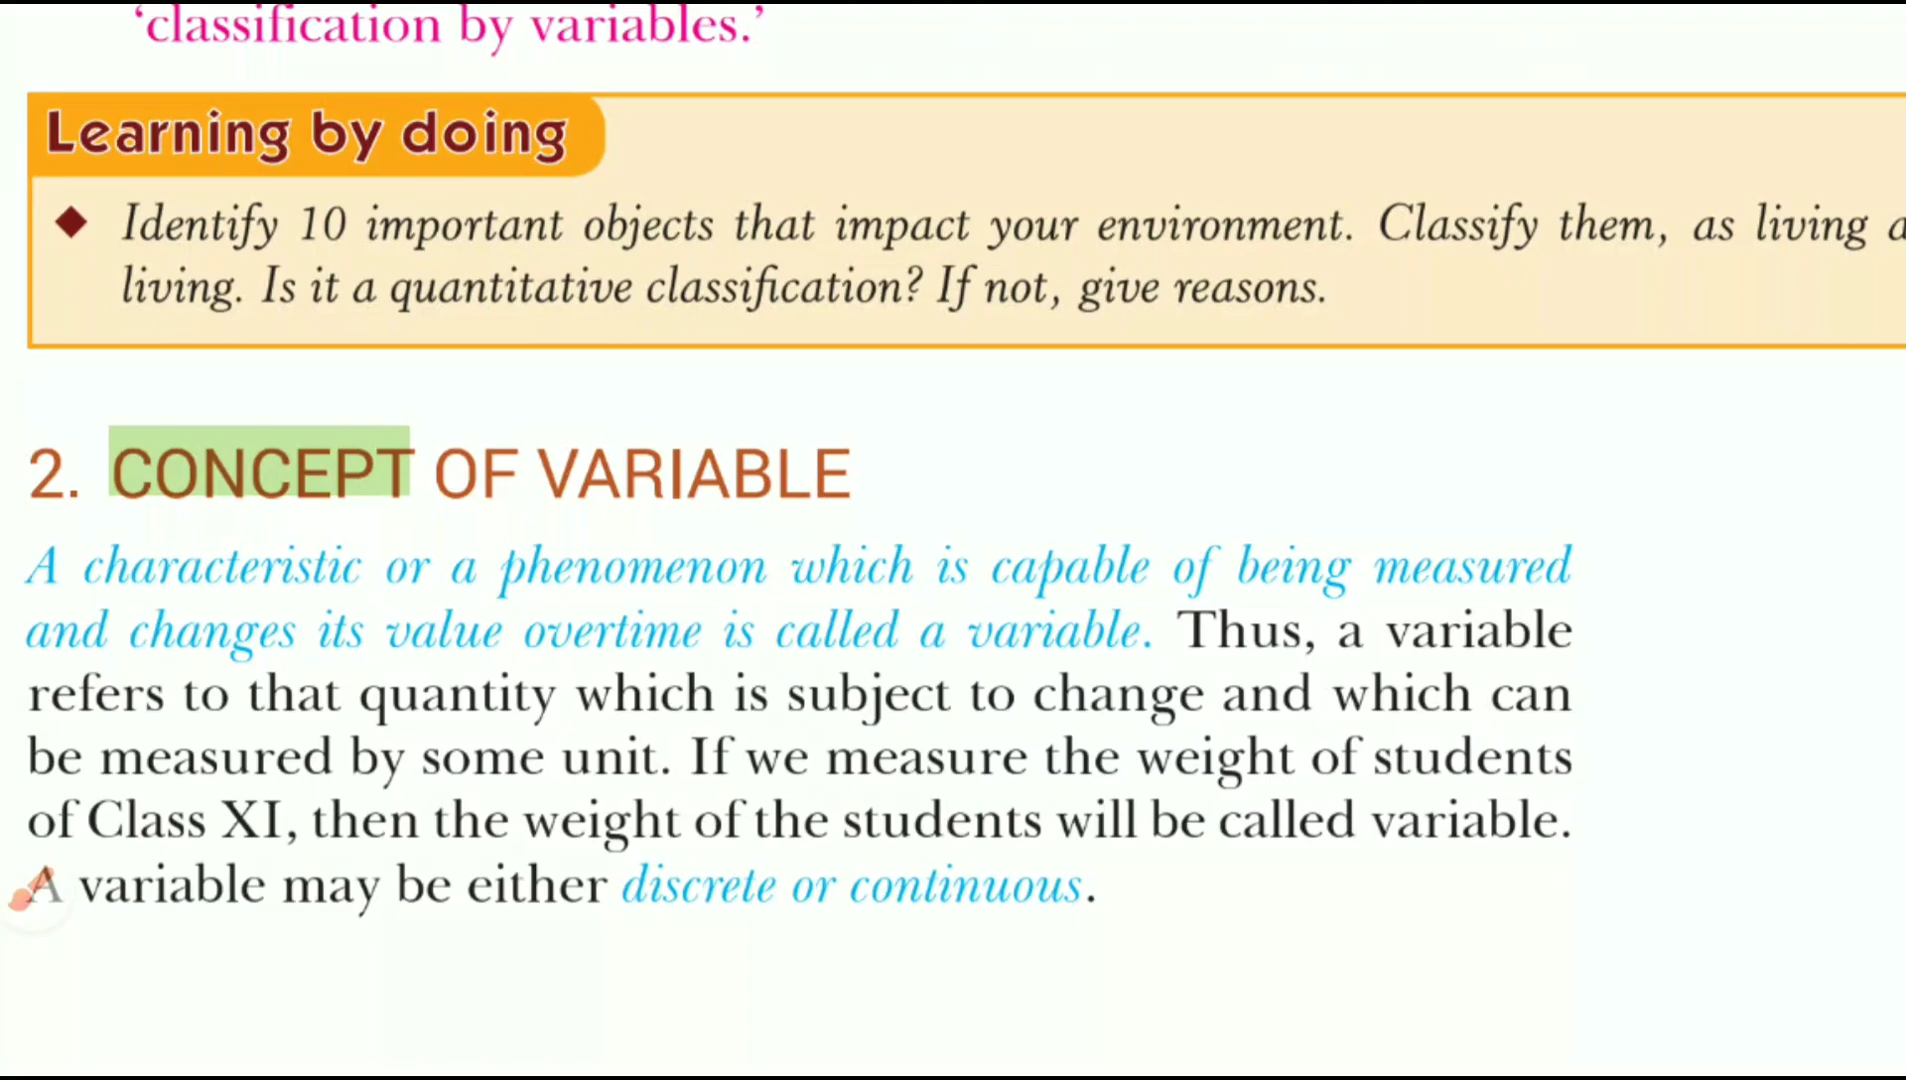 ‘classification by variables.’
Learning by doing
◆ Identify 10 important objects that impact your environment. Classify them, as living
living. Is it a quantitative classification? If not, give reasons.
2. CONCEPT OF VARIABLE
A characteristic or a phenomenon which is capable of being measured
and changes its value overtime is called a variable. Thus, a variable
refers to that quantity which is subject to change and which can
be measured by some unit. If we measure the weight of students
of Class XI, then the weight of the students will be called variable.
A variable may be either discrete or continuous.